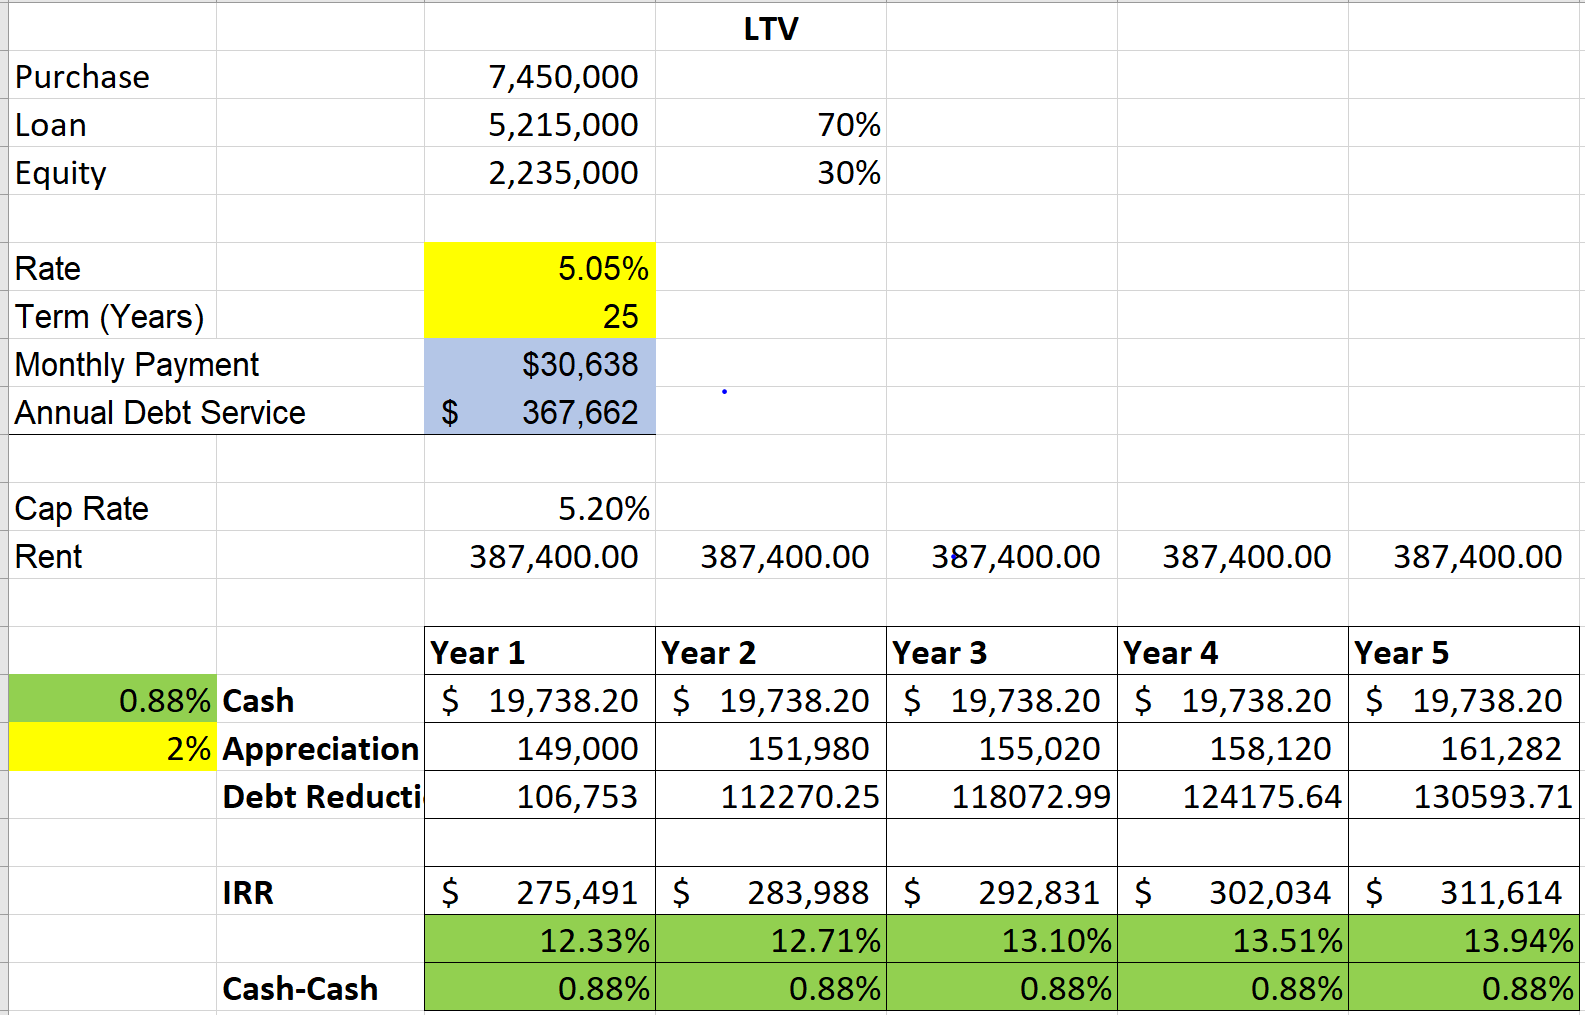 LTV
Purchase 7,450,000
Loan 5,215,000 70%
Equity 2,235,000 30%
Rate 5.05%
Term (Years) 25
Monthly Payment $30,638
Annual Debt Service $ 367,662
Cap Rate 5.20%
Rent 387,400.00 387,400.00 387,400.00 387,400.00 387,400.00
Year 1 Year 2 Year 3 Year 4 Year 5
0.88% Cash $ 19,738.20 $ 19,738.20 $ 19,738.20 $ 19,738.20 $ 19,738.20
2% Appreciation 149,000 151,980 155,020 158,120 161,282
Debt Reducti 106,753 112270.25 118072.99 124175.64 130593.71
IRR $ 275,491 $ 283,988 $ 292,831 $ 302,034 $ 311,614
12.33% 12.71% 13.10% 13.51% 13.94%
Cash-Cash 0.88% 0.88% 0.88% 0.88% 0.88%